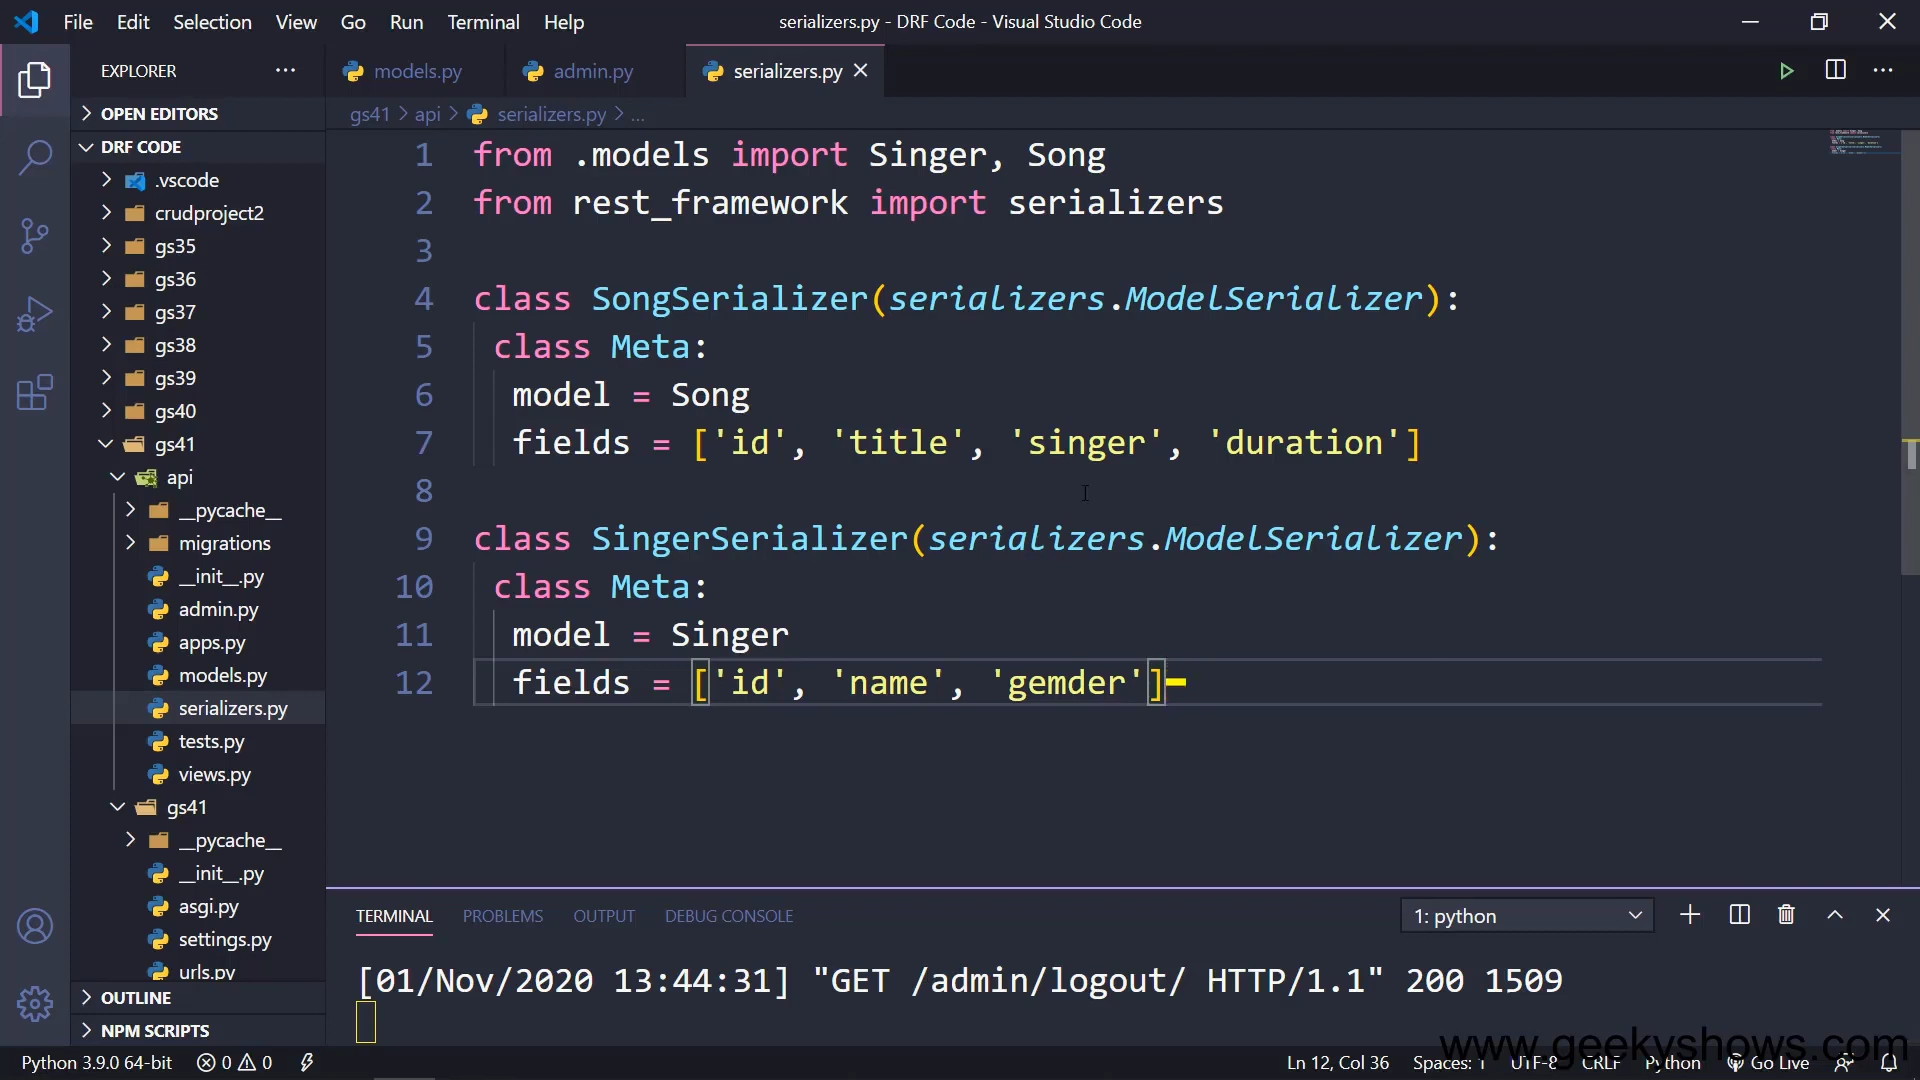 File Edit Selection View Go Run Terminal Help
serializers.py - DRF Code - Visual Studio Code
EXPLORER
models.py
admin.py
serializers.py
OPEN EDITORS
gs41 > api > serializers.py > ...
DRF CODE
.vscode
crudproject2
gs35
gs36
gs37
gs38
gs39
gs40
gs41
api
__pycache__
migrations
__init__.py
admin.py
apps.py
models.py
serializers.py
tests.py
views.py
gs41
__pycache__
__init__.py
asgi.py
settings.py
urls.py
OUTLINE
NPM SCRIPTS
1 from .models import Singer, Song
2 from rest_framework import serializers
3
4 class SongSerializer(serializers.ModelSerializer):
5 class Meta:
6 model = Song
7 fields = ['id', 'title', 'singer', 'duration']
8
9 class SingerSerializer(serializers.ModelSerializer):
10 class Meta:
11 model = Singer
12 fields = ['id', 'name', 'gemder']
TERMINAL PROBLEMS OUTPUT DEBUG CONSOLE
1: python
[01/Nov/2020 13:44:31] "GET /admin/logout/ HTTP/1.1" 200 1509
www.geekyshows.com
Python 3.9.0 64-bit 0 0
Ln 12, Col 36 Spaces: 1 UTF-8 CRLF Python Go Live